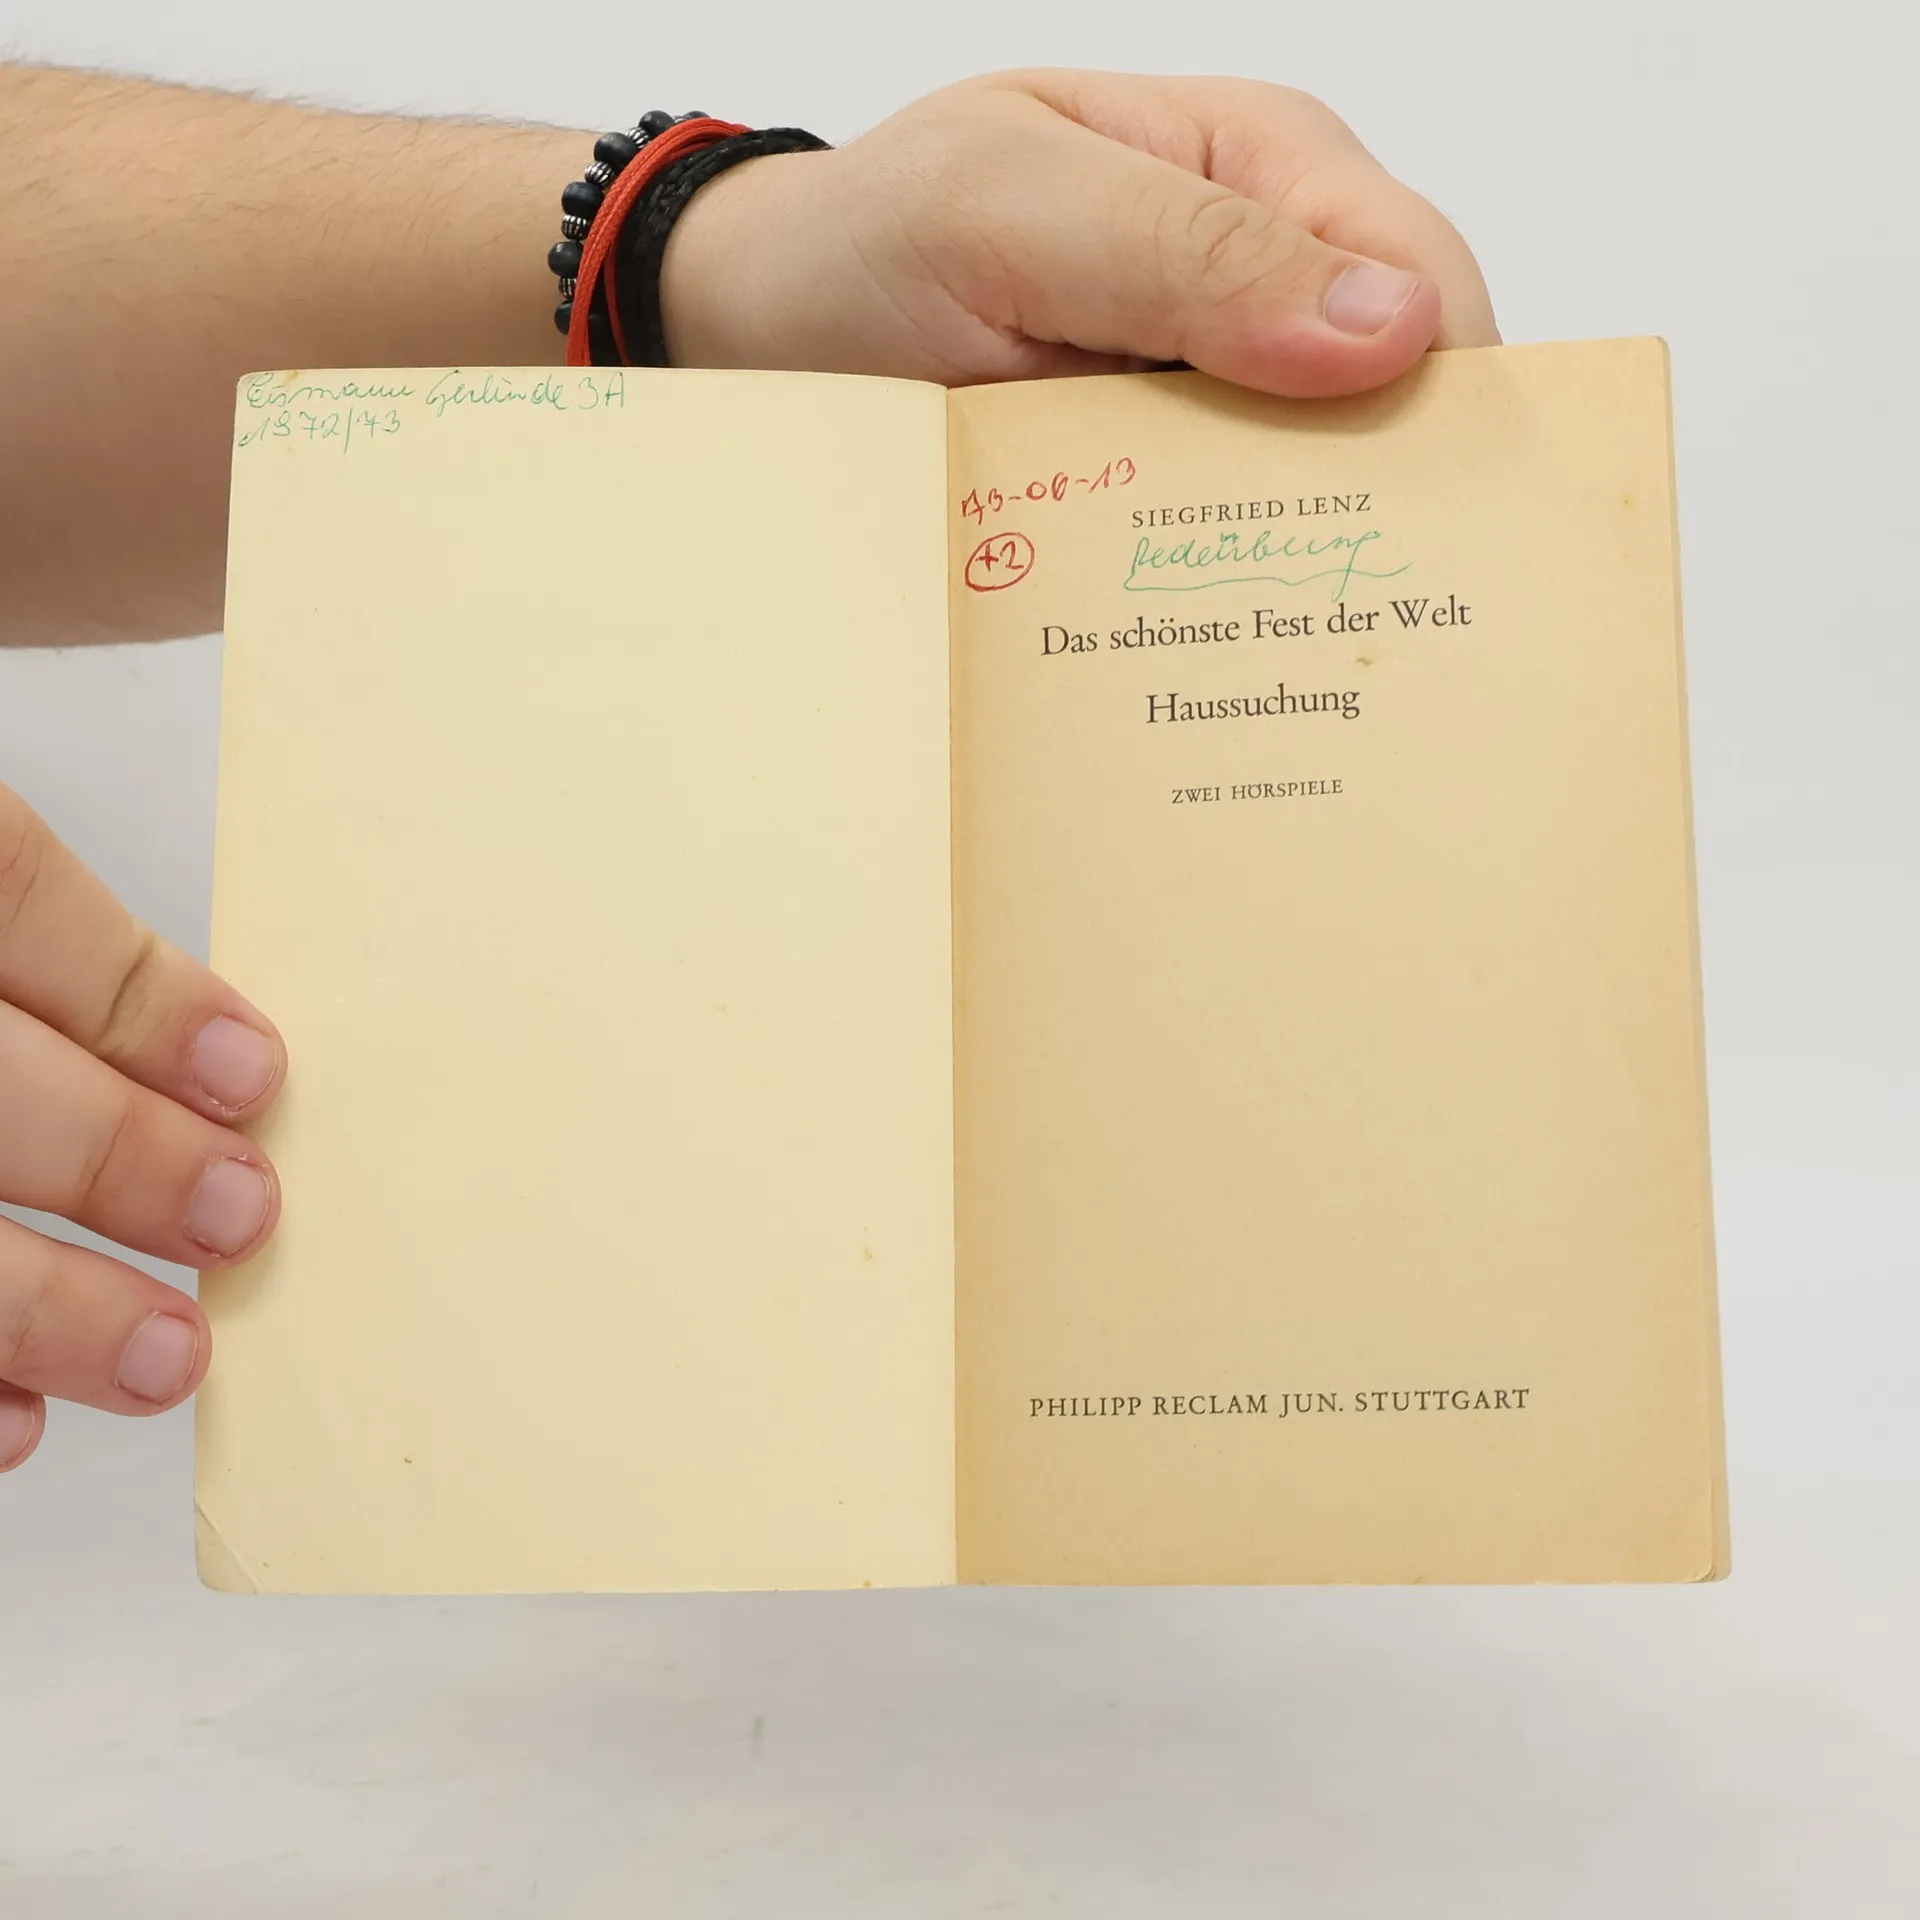 Eismann Gerlinde 3A
1972/73
73-06-13
+2
SIEGFRIED LENZ
Redeübung
Das schönste Fest der Welt
Haussuchung
ZWEI HÖRSPIELE
PHILIPP RECLAM JUN. STUTTGART